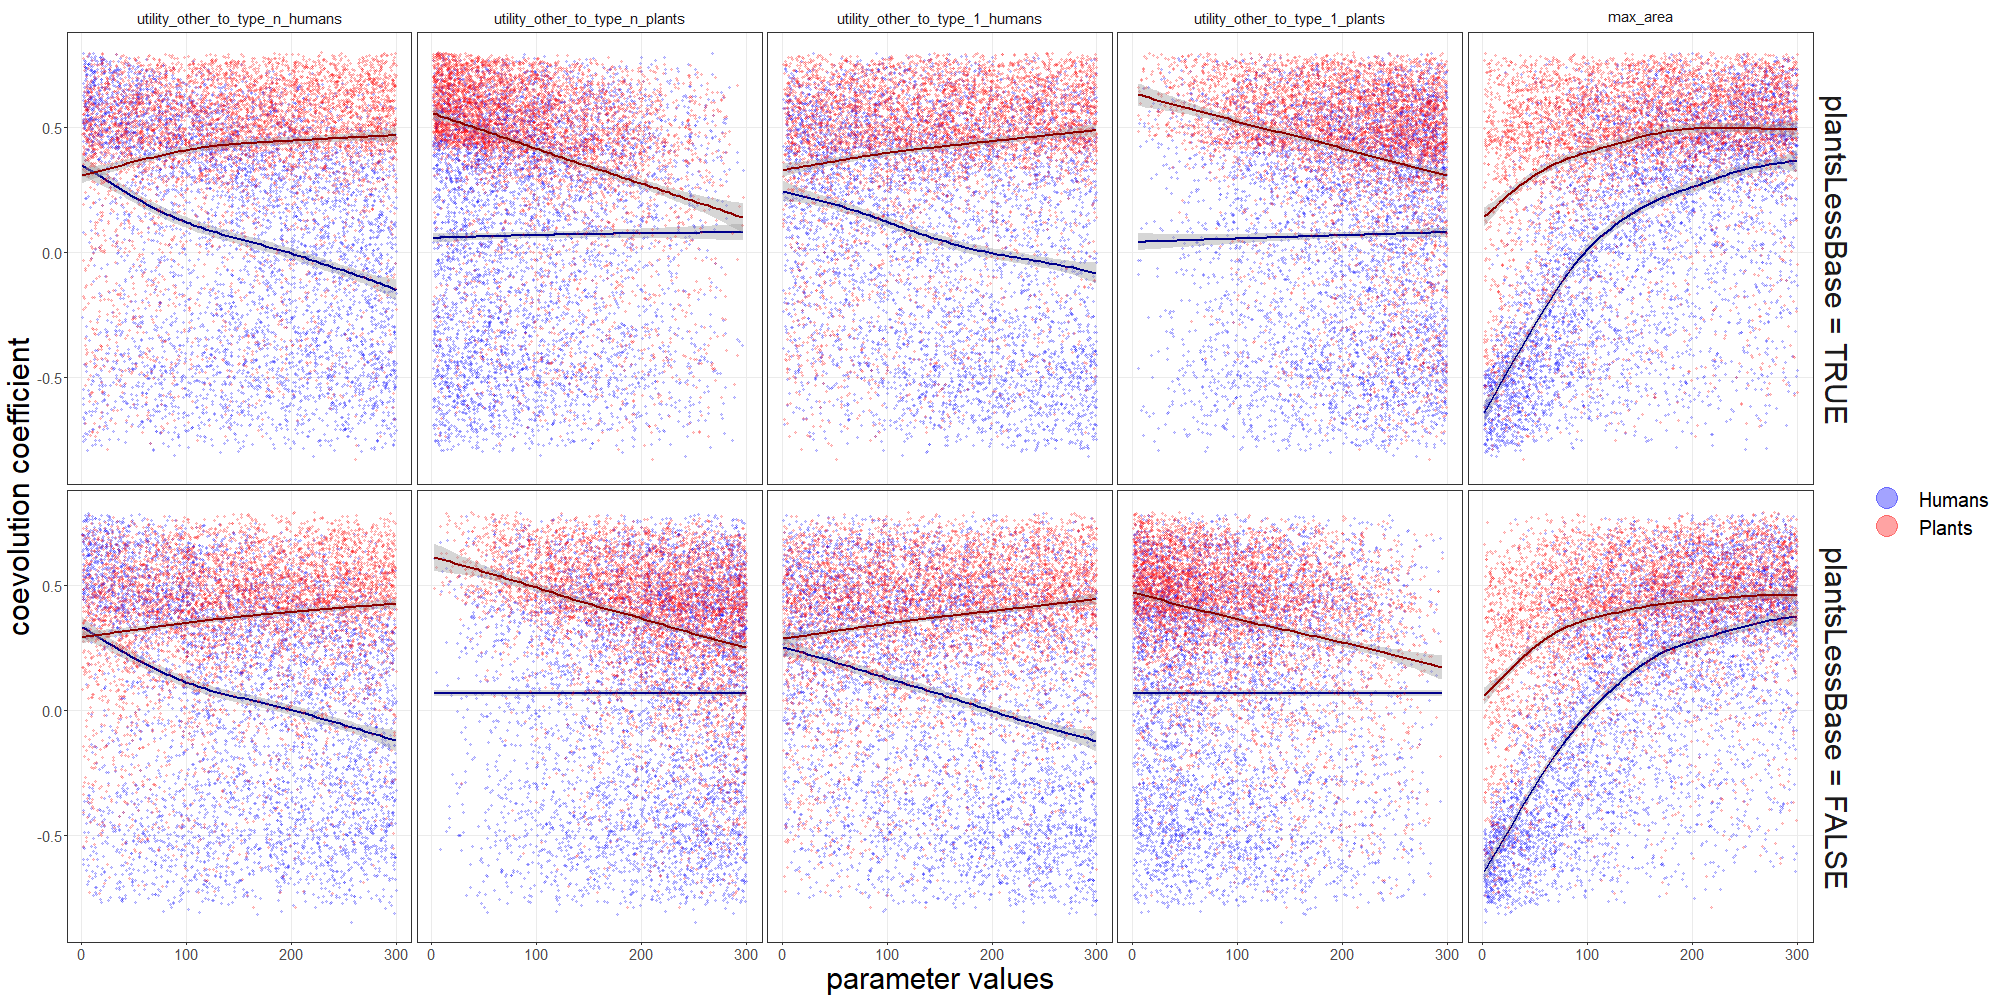 utility_other_to_type_n_humans
utility_other_to_type_n_plants
utility_other_to_type_1_humans
utility_other_to_type_1_plants
max_area
coevolution coefficient
0.5
0.0
-0.5
plantsLessBase = TRUE
0.5
0.0
-0.5
plantsLessBase = FALSE
0 100 200 300
0 100 200 300
0 100 200 300
0 100 200 300
0 100 200 300
parameter values
Humans
Plants